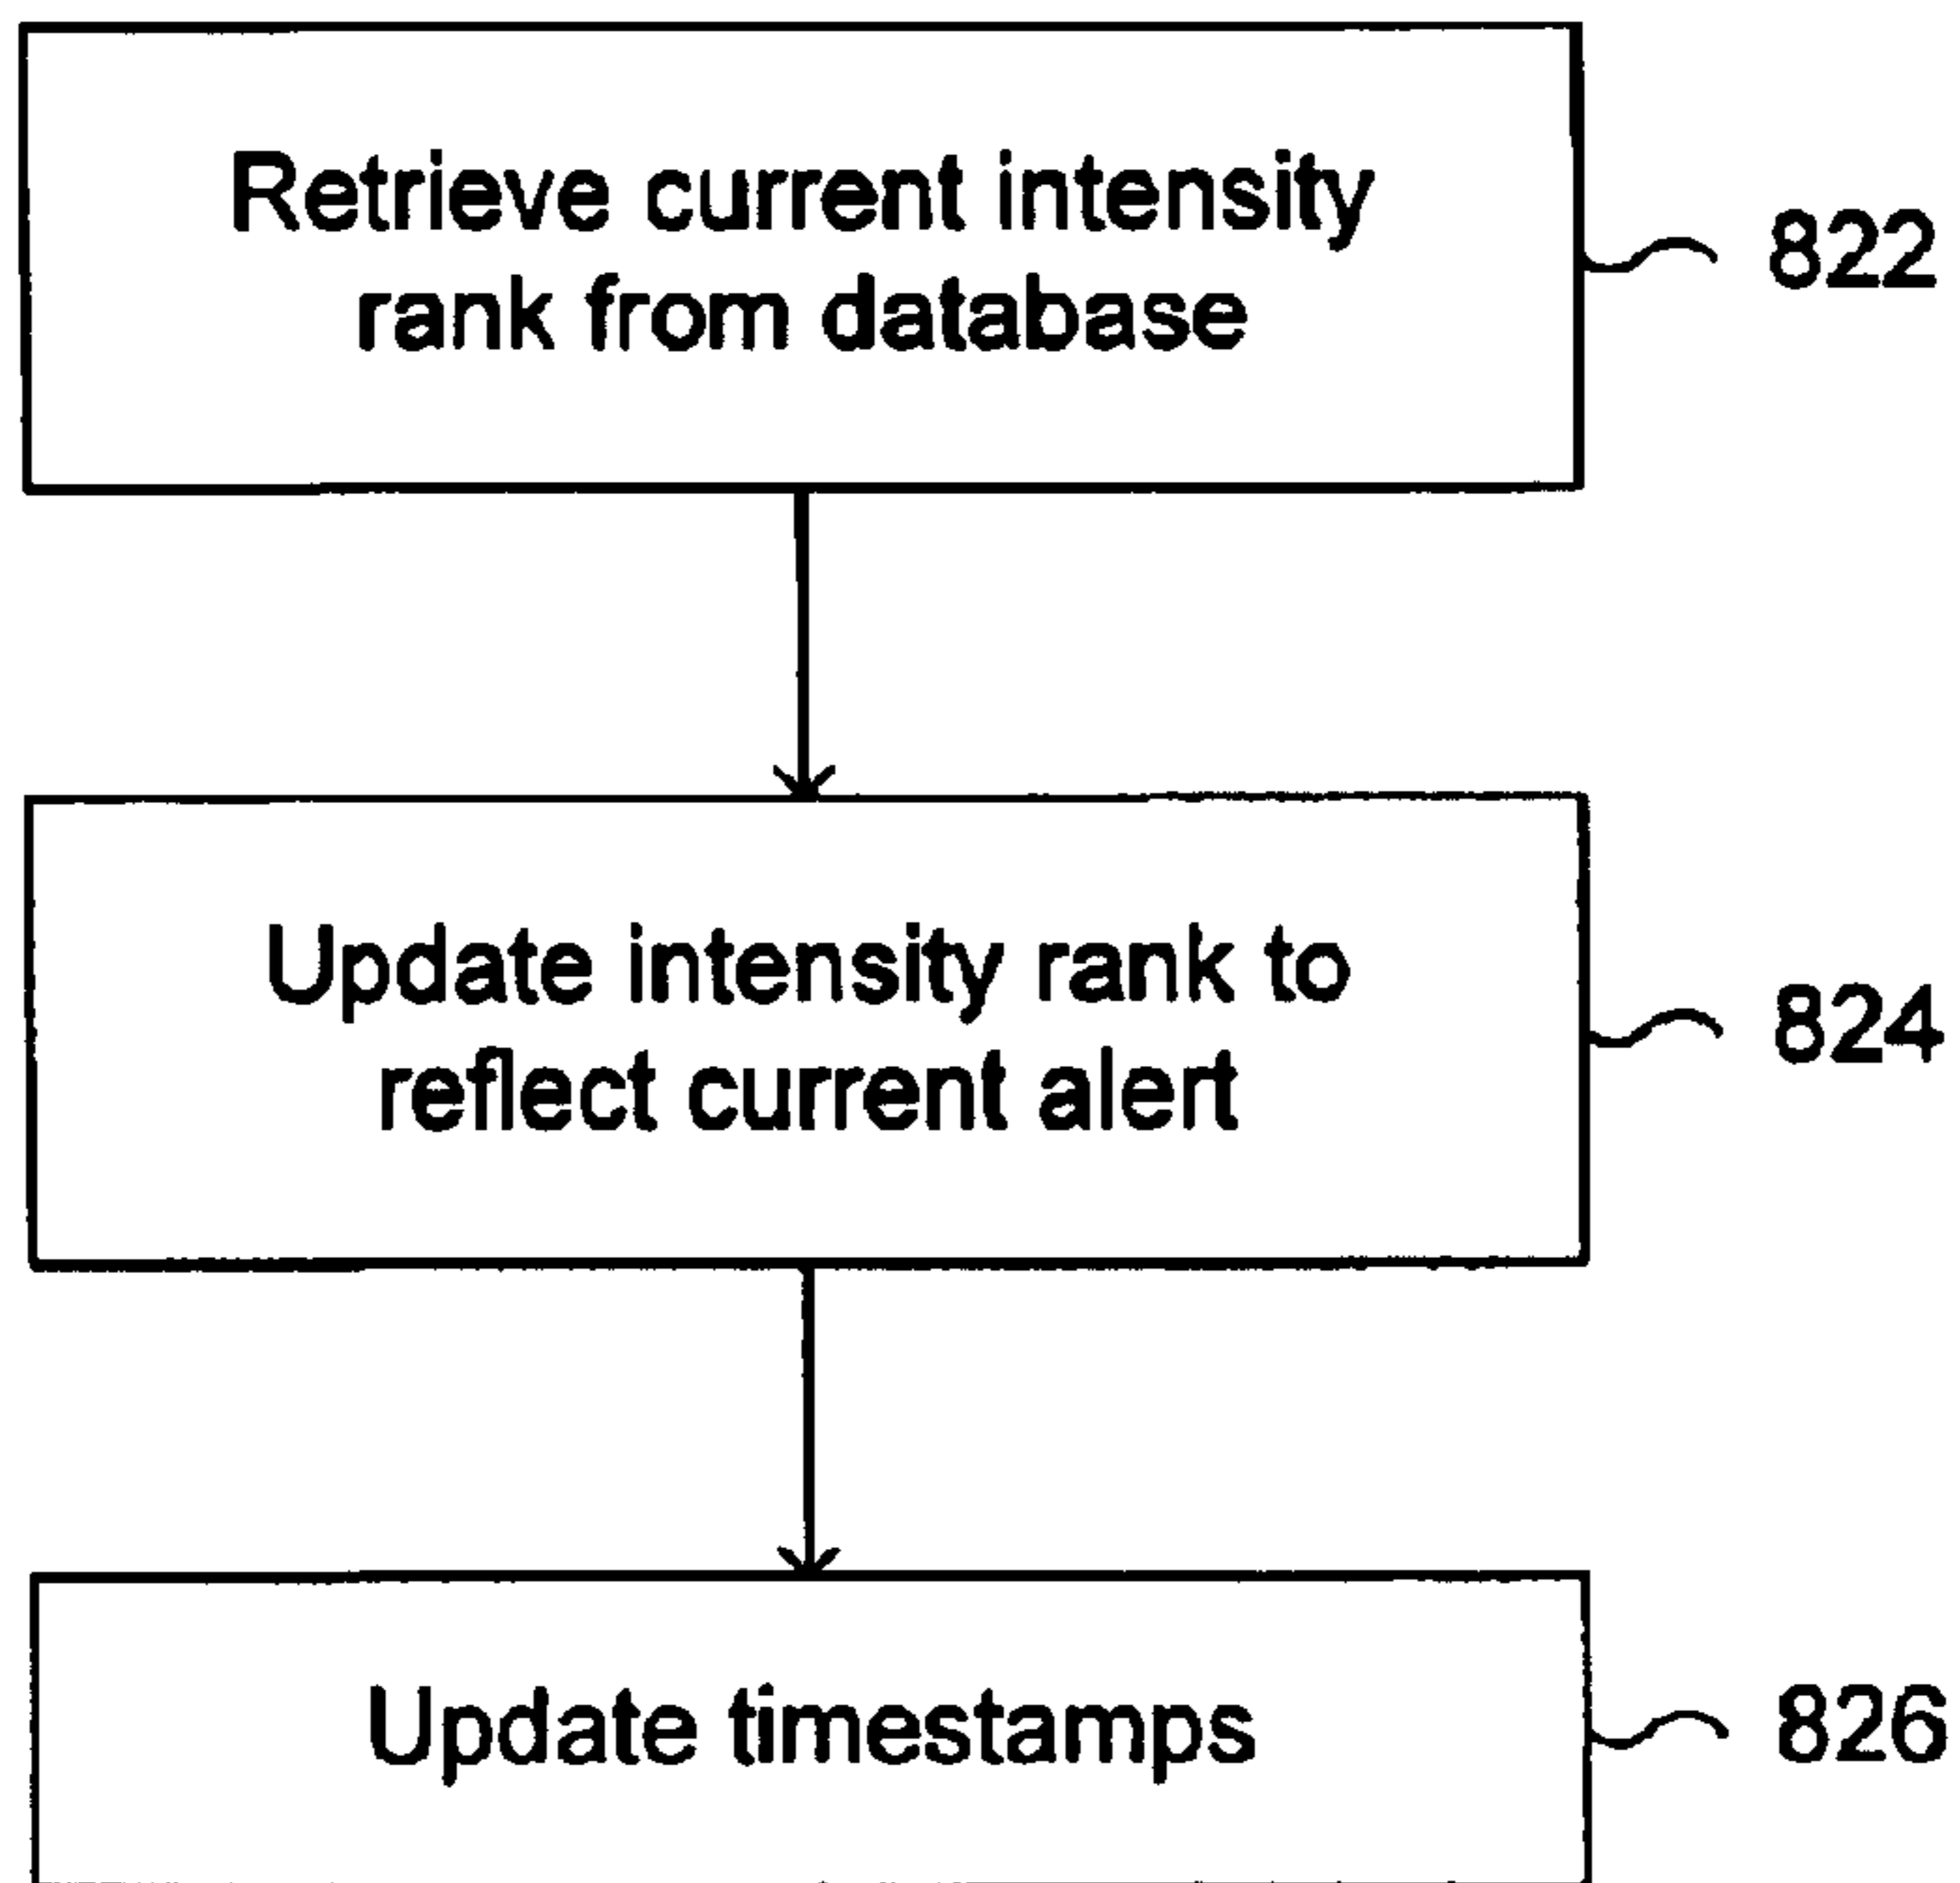 Retrieve current intensity
rank from database
822
Update intensity rank to
reflect current alert
824
Update timestamps
826